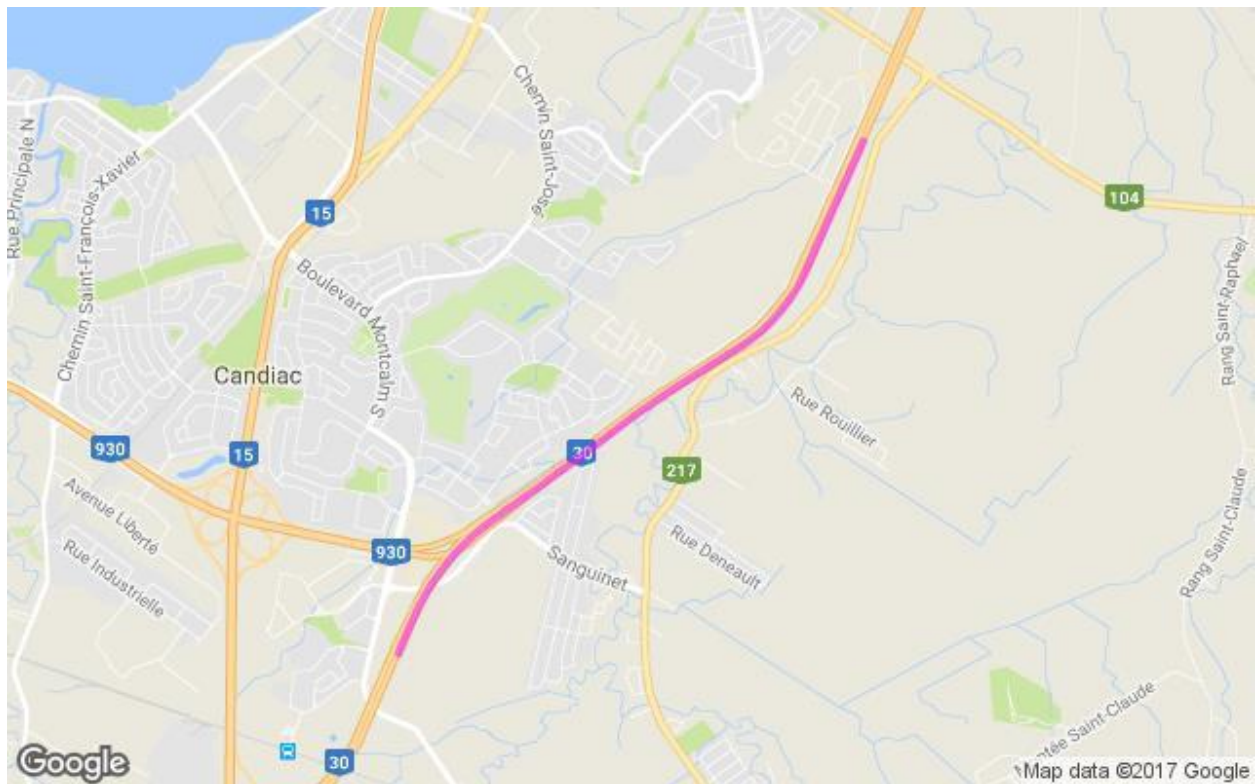 Chemin Saint-José
Rue Principale N
Chemin Saint-François-Xavier
104
15
Rang Saint-Raphael
Boulevard Montcalm S
Candiac
Rue Rouillier
930
15
30
217
Avenue Liberté
Rue Industrielle
930
Sanguinet
Rue Deneault
Rang Saint-Claude
Montée Saint-Claude
30
Google
Map data ©2017 Google